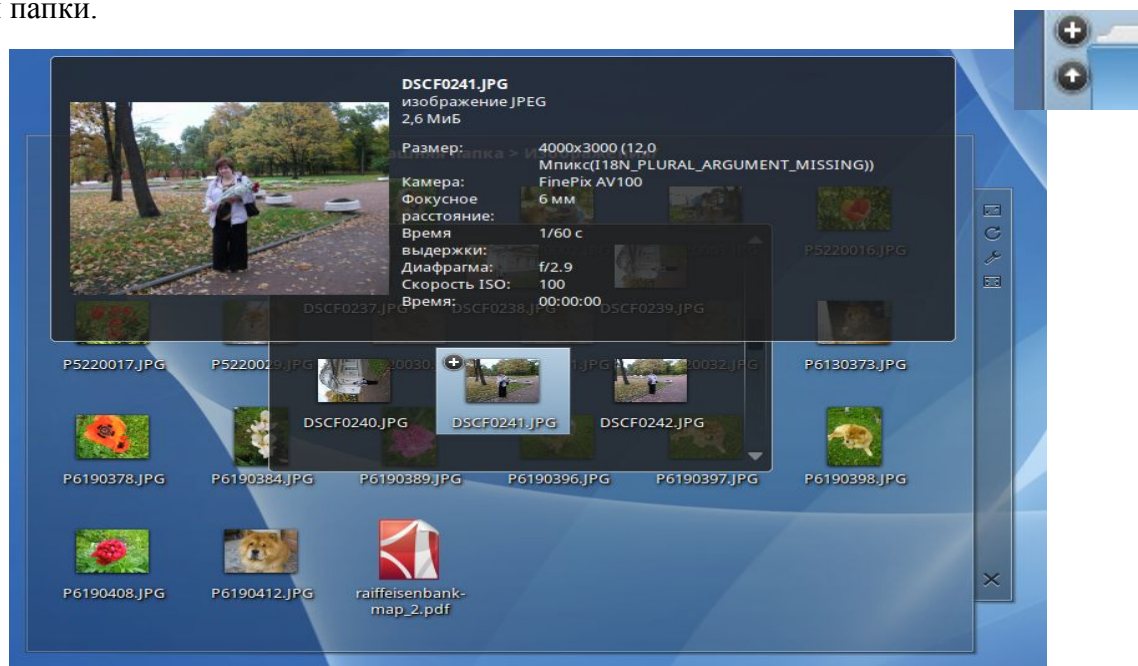 папки.
DSCF0241.JPG
изображение JPEG
2,6 МиБ
Размер: 4000x3000 (12,0
Мпикс(I18N_PLURAL_ARGUMENT_MISSING))
Камера: FinePix AV100
Фокусное 6 мм
расстояние:
Время 1/60 с
выдержки:
Диафрагма: f/2.9
Скорость ISO: 100
Время: 00:00:00
папка >
P5220016.JPG
DSCF0237.JPG DSCF0238.JPG DSCF0239.JPG
P5220017.JPG P5220029.JPG P6130373.JPG
DSCF0240.JPG DSCF0241.JPG DSCF0242.JPG
P6190378.JPG P6190384.JPG P6190389.JPG P6190396.JPG P6190397.JPG P6190398.JPG
P6190408.JPG P6190412.JPG raiffeisenbank-
map_2.pdf